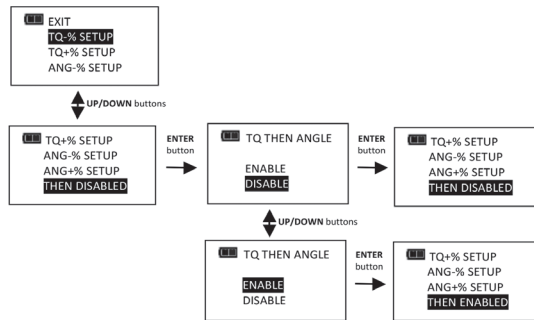 EXIT
TQ-% SETUP
TQ+% SETUP
ANG-% SETUP
UP/DOWN buttons
TQ+% SETUP
ANG-% SETUP
ANG+% SETUP
THEN DISABLED
ENTER
button
TQ THEN ANGLE
ENABLE
DISABLE
ENTER
button
TQ+% SETUP
ANG-% SETUP
ANG+% SETUP
THEN DISABLED
UP/DOWN buttons
TQ THEN ANGLE
ENABLE
DISABLE
ENTER
button
TQ+% SETUP
ANG-% SETUP
ANG+% SETUP
THEN ENABLED